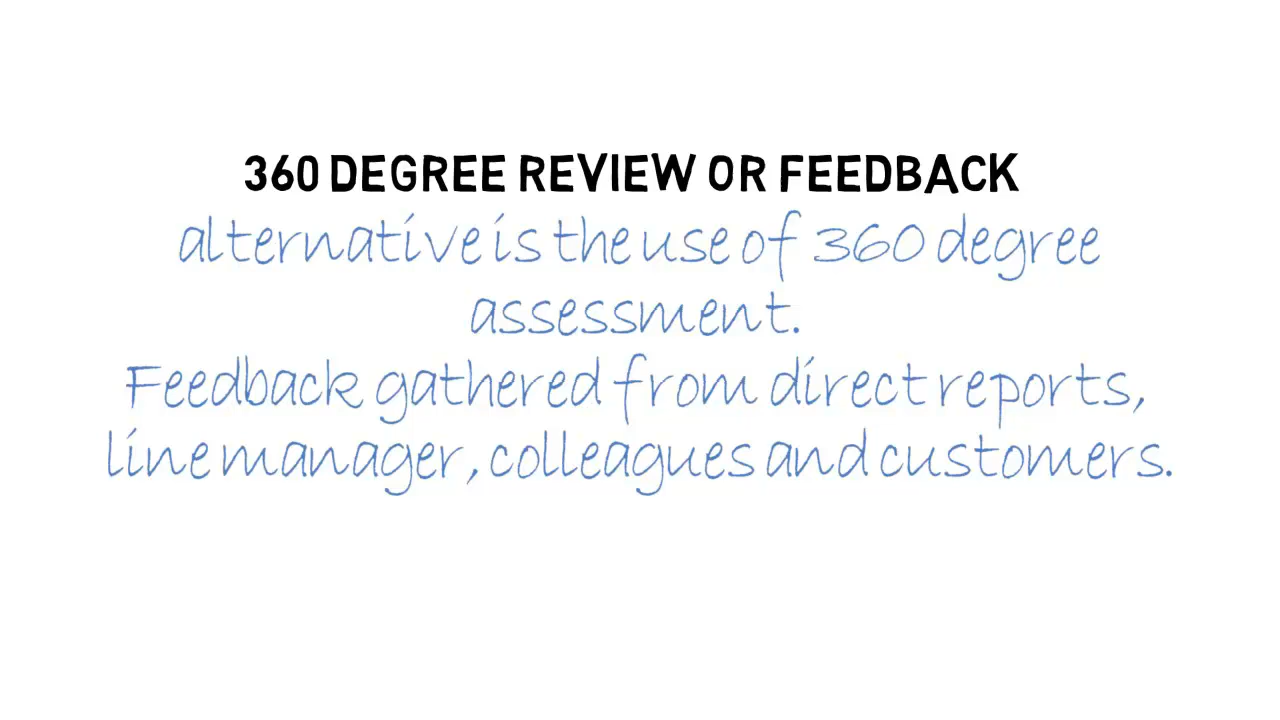 360 DEGREE REVIEW OR FEEDBACK
alternative is the use of 360 degree
assessment.
Feedback gathered from direct reports,
line manager, colleagues and customers.